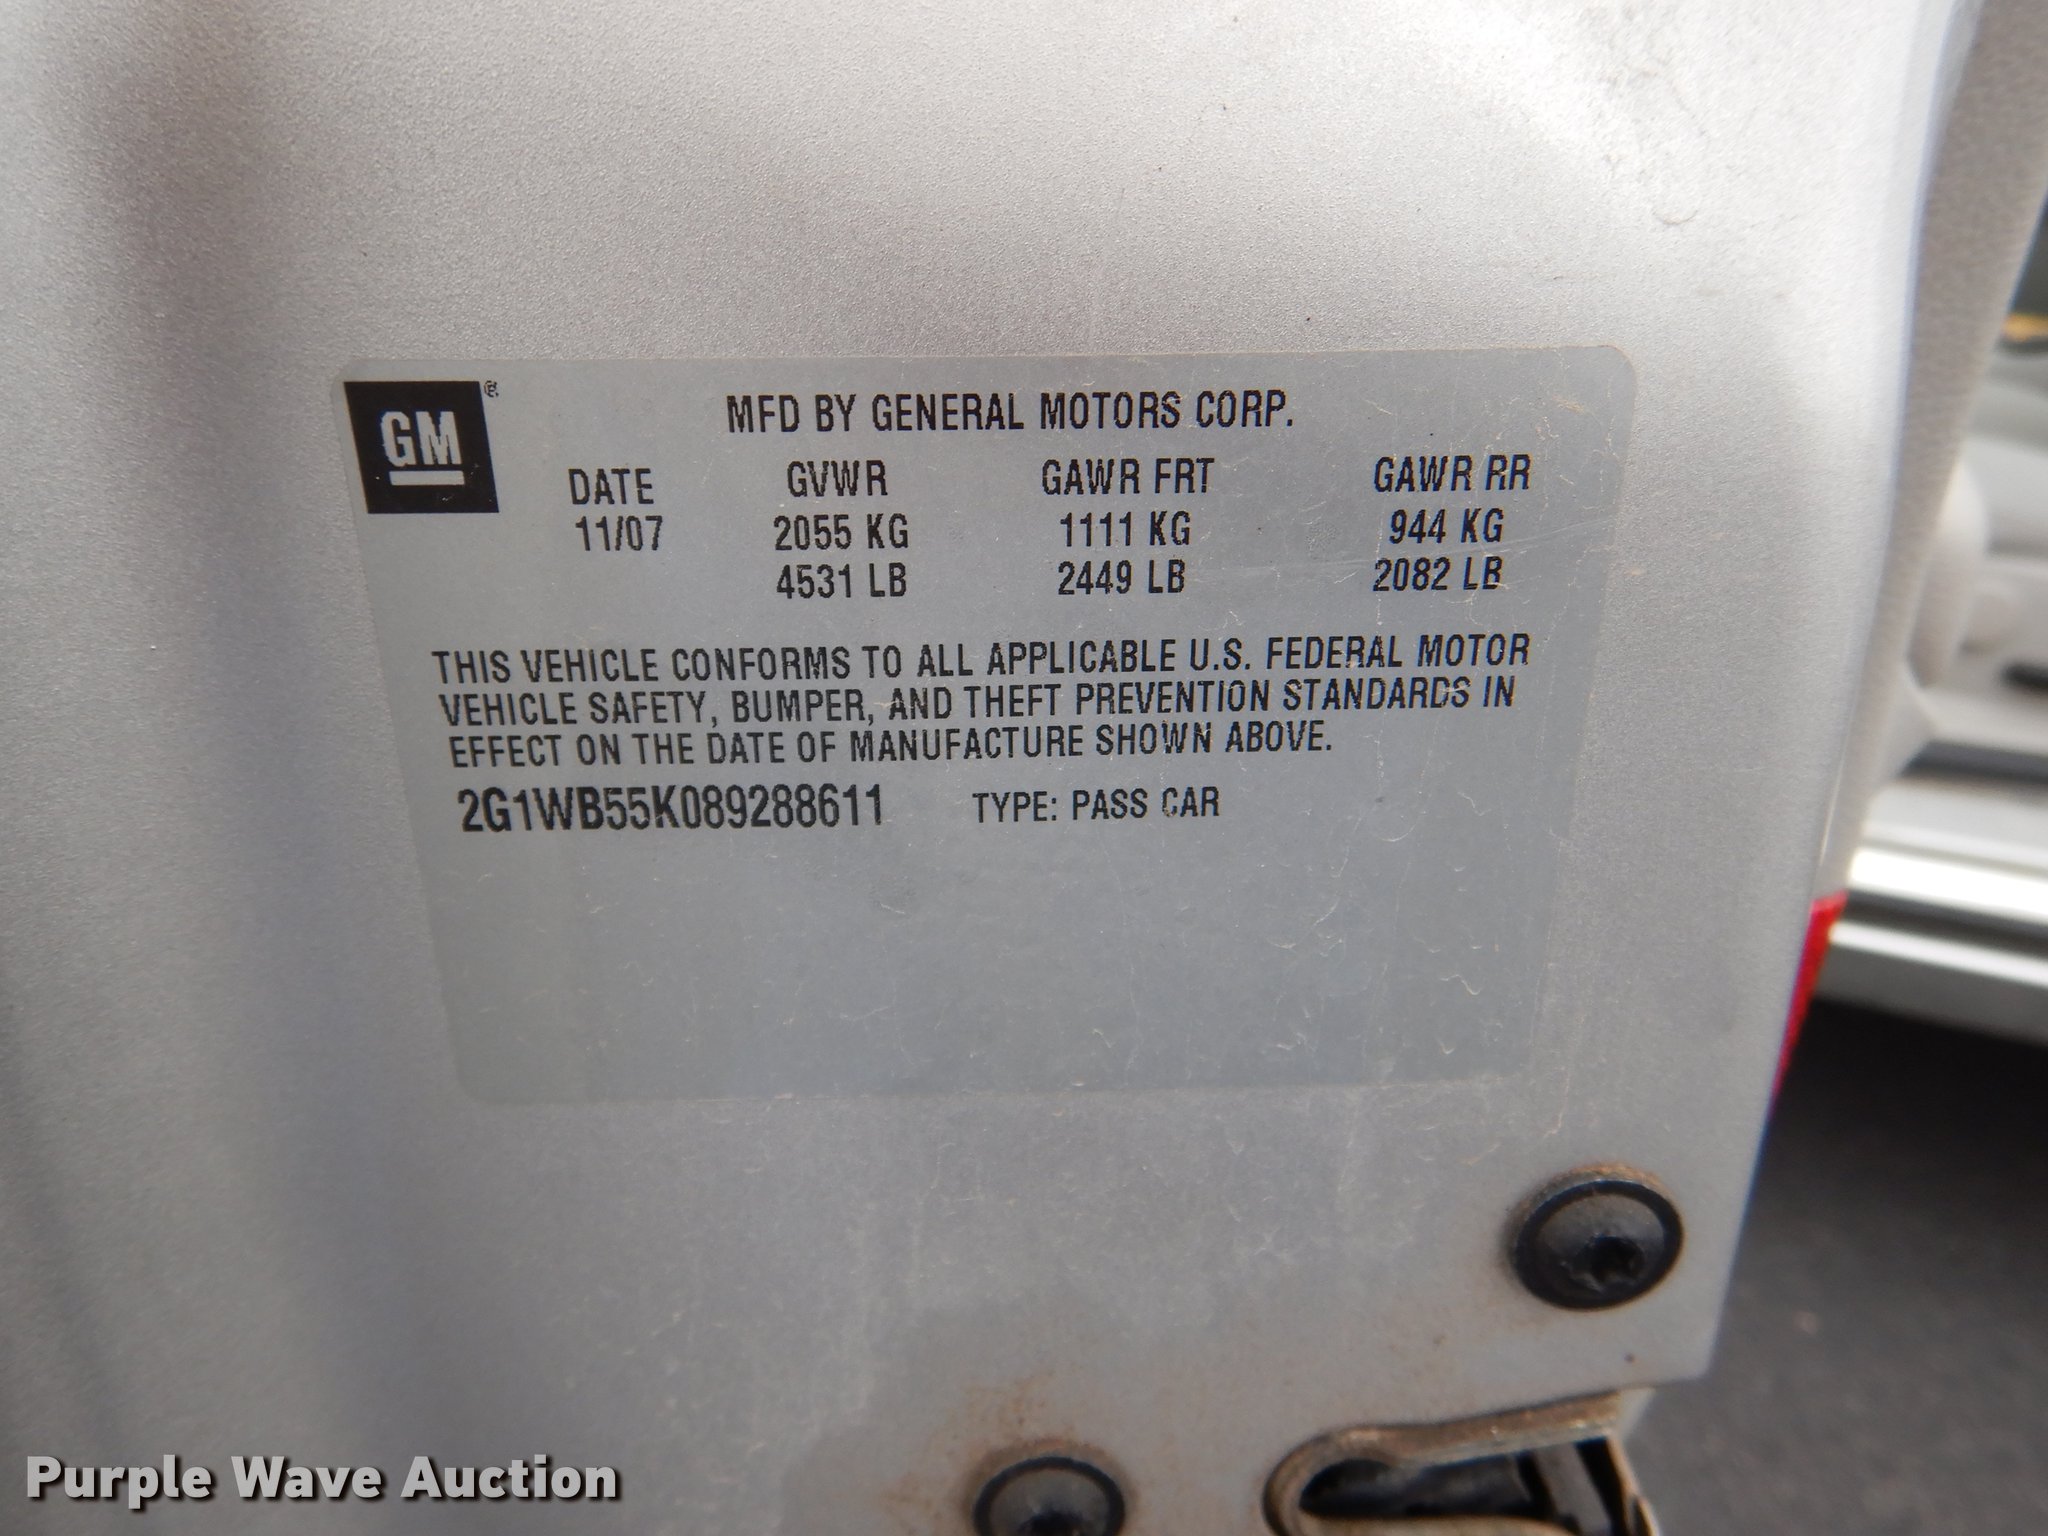 GM®
MFD BY GENERAL MOTORS CORP.
DATE GVWR GAWR FRT GAWR RR
11/07 2055 KG 1111 KG 944 KG
4531 LB 2449 LB 2082 LB
THIS VEHICLE CONFORMS TO ALL APPLICABLE U.S. FEDERAL MOTOR
VEHICLE SAFETY, BUMPER, AND THEFT PREVENTION STANDARDS IN
EFFECT ON THE DATE OF MANUFACTURE SHOWN ABOVE.
2G1WB55K089288611 TYPE: PASS CAR
Purple Wave Auction